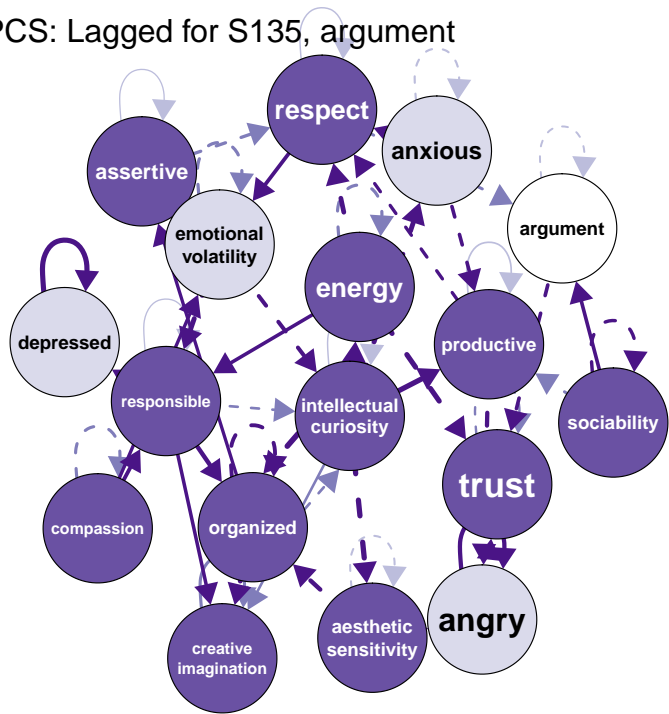 PCS: Lagged for S135, argument
respect
anxious
assertive
argument
emotional
volatility
energy
depressed
productive
responsible
intellectual
curiosity
sociability
trust
compassion
organized
angry
aesthetic
sensitivity
creative
imagination